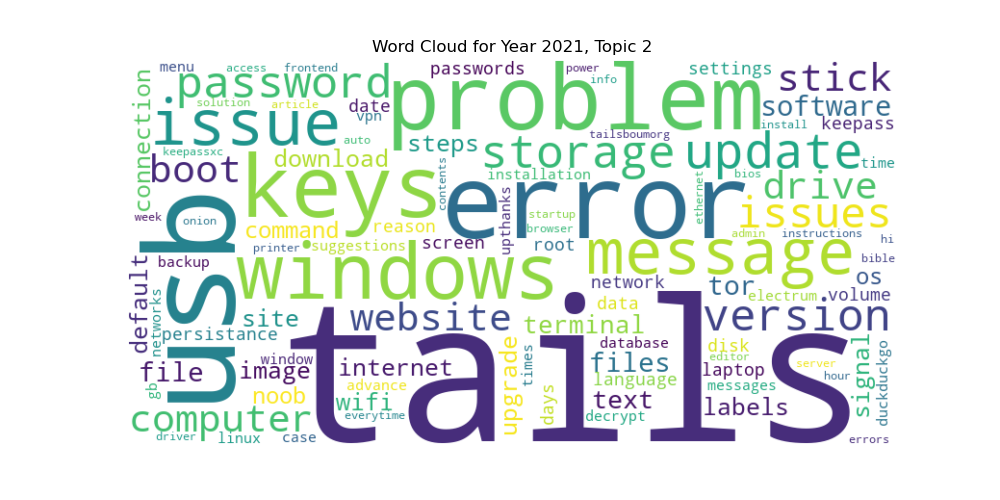 Word Cloud for Year 2021, Topic 2
menu access frontend passwords power info settings stick
connection solution article password date vpn problem software
issue auto steps tailsboumorg install keepass
keepassxc download contents storage update time
boot installation bios drive
keys error ethernet issues
week onion command reason upthanks startup browser admin instructions hi
usb printer suggestions screen root message bible
default backup windows network tor os
networks data electrum volume
persistance site website terminal database version
file window image internet upgrade times files disk editor laptop server signal duckduckgo
gb noob advance wifi days language messages hour
everytime text decrypt labels
computer tails
driver linux case errors